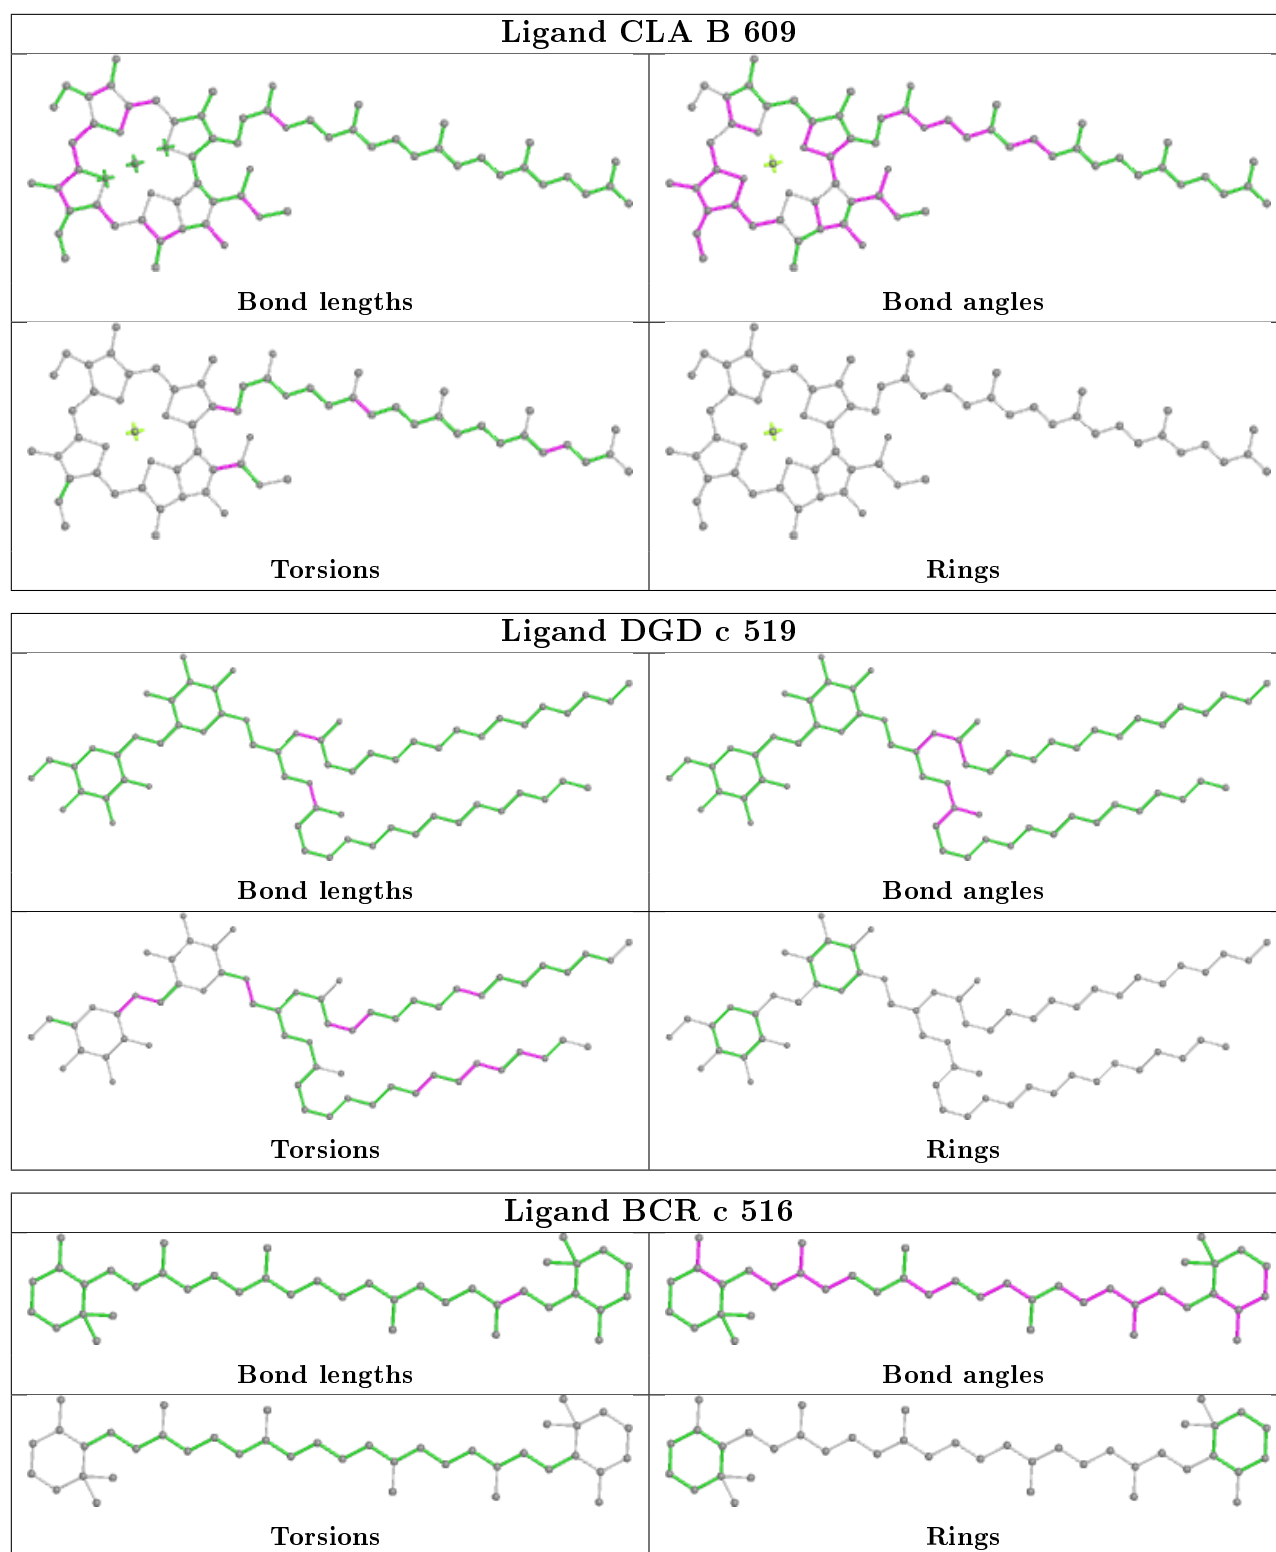 Ligand CLA B 609
Bond lengths
Bond angles
Torsions
Rings
Ligand DGD c 519
Bond lengths
Bond angles
Torsions
Rings
Ligand BCR c 516
Bond lengths
Bond angles
Torsions
Rings